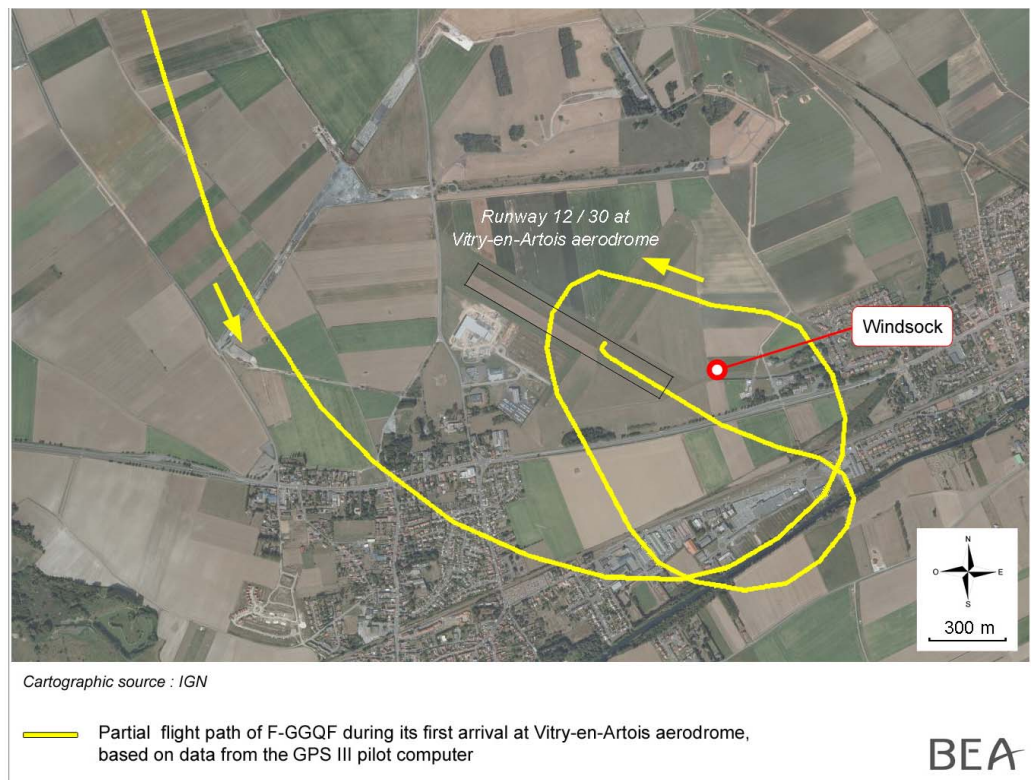 Runway 12 / 30 at
Vitry-en-Artois aerodrome
Windsock
N
O
E
S
300 m
Cartographic source : IGN
Partial flight path of F-GGQF during its first arrival at Vitry-en-Artois aerodrome,
based on data from the GPS III pilot computer
BEA